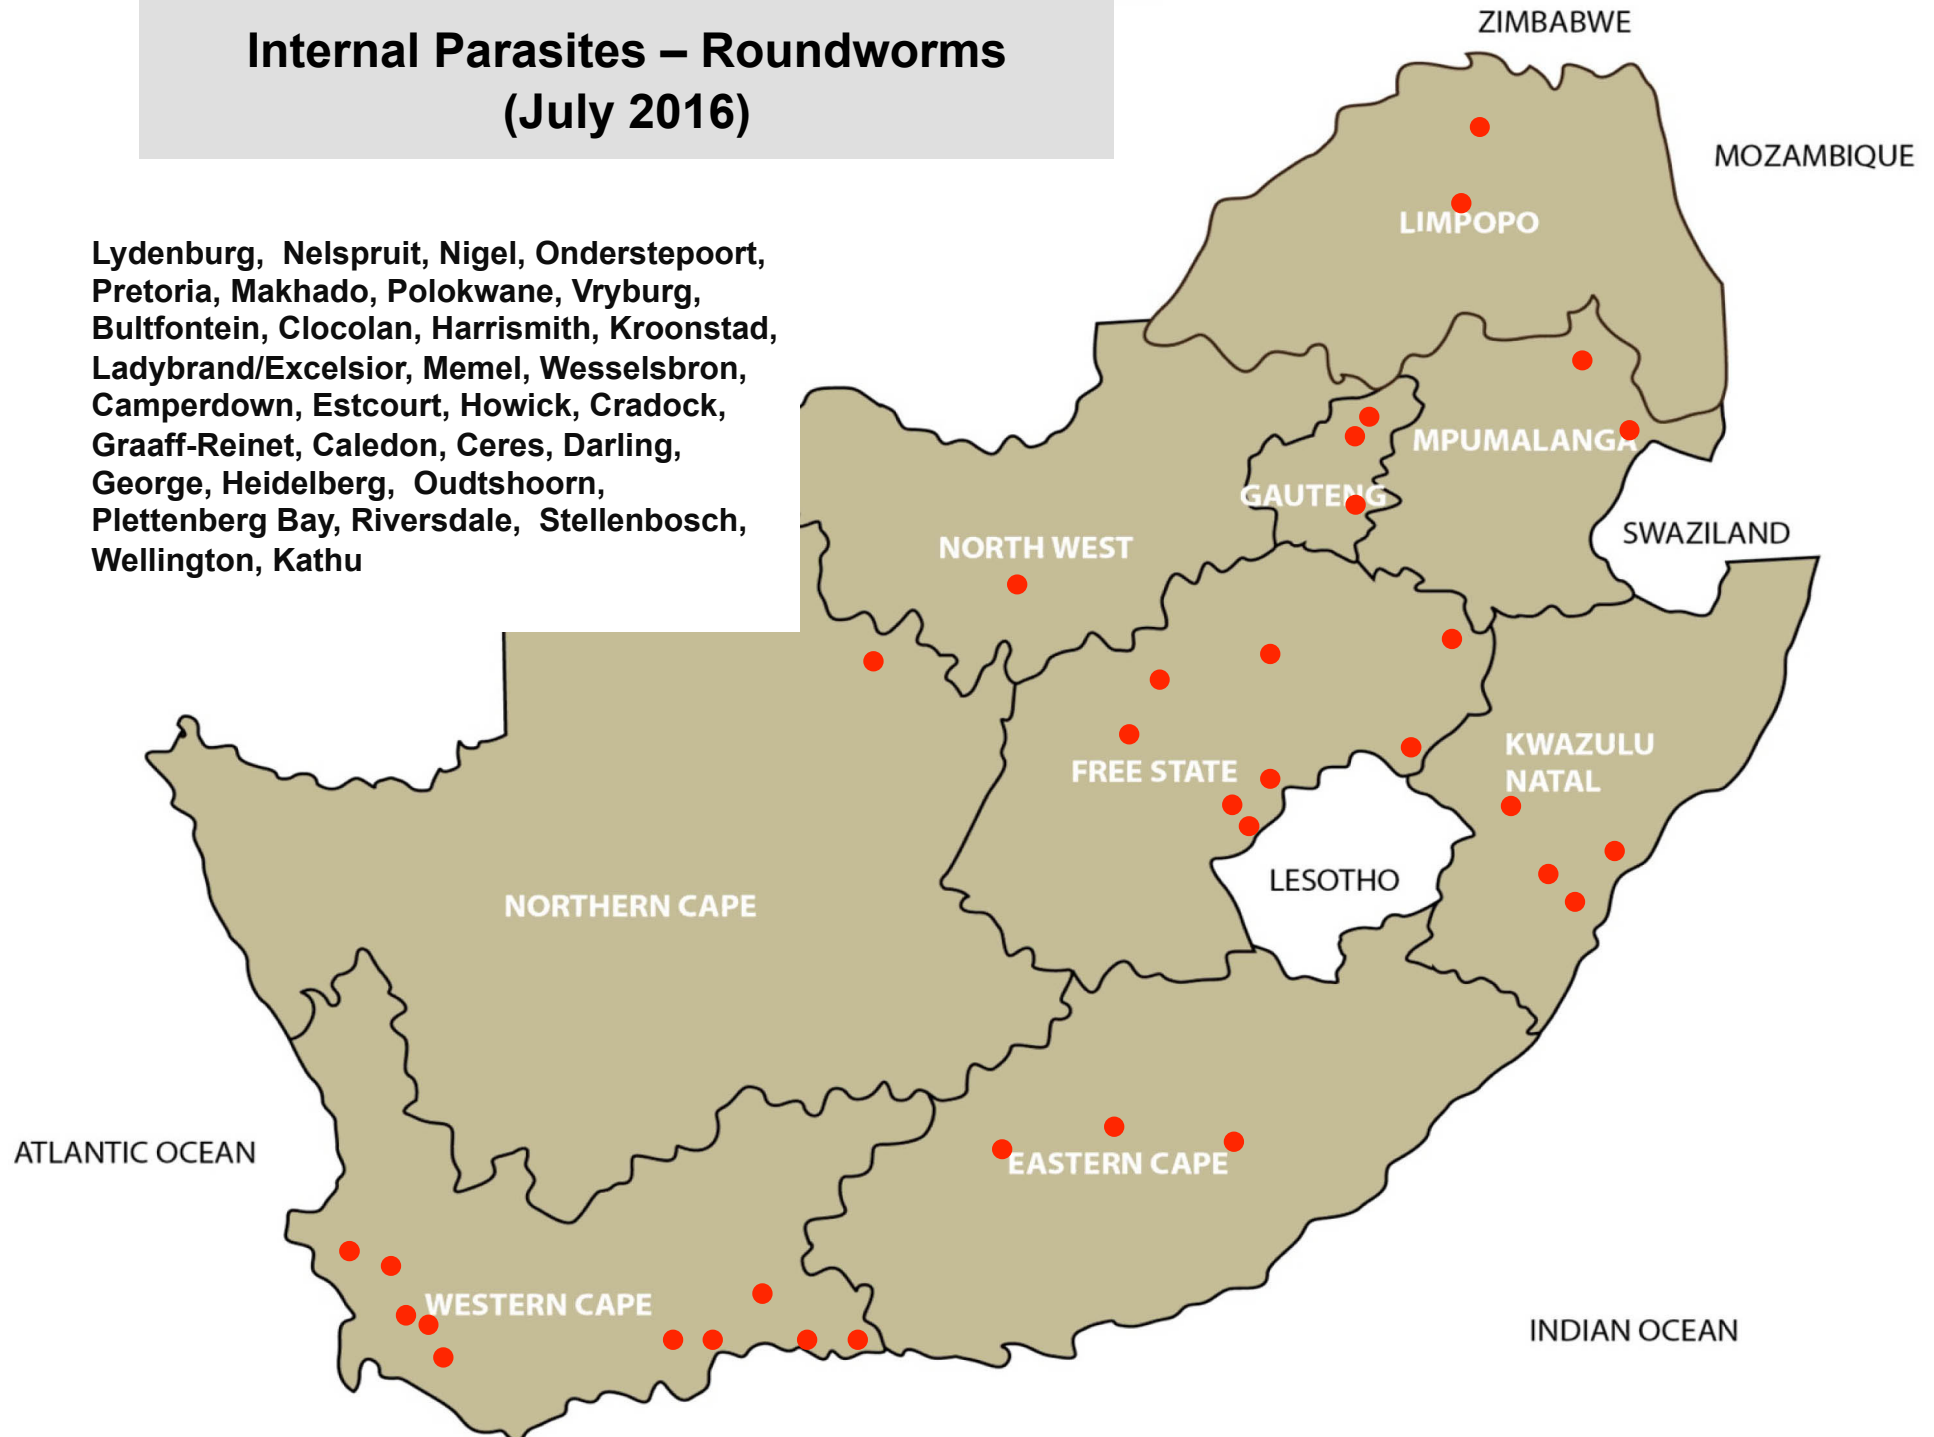 Internal Parasites – Roundworms
(July 2016)
Lydenburg,  Nelspruit, Nigel, Onderstepoort,
Pretoria, Makhado, Polokwane, Vryburg,
Bultfontein, Clocolan, Harrismith, Kroonstad,
Ladybrand/Excelsior, Memel, Wesselsbron,
Camperdown, Estcourt, Howick, Cradock,
Graaff-Reinet, Caledon, Ceres, Darling,
George, Heidelberg,  Oudtshoorn,
Plettenberg Bay, Riversdale,  Stellenbosch,
Wellington, Kathu
ZIMBABWE
MOZAMBIQUE
LIMPOPO
MPUMALANGA
GAUTENG
SWAZILAND
NORTH WEST
KWAZULU
NATAL
FREE STATE
LESOTHO
NORTHERN CAPE
ATLANTIC OCEAN
EASTERN CAPE
WESTERN CAPE
INDIAN OCEAN